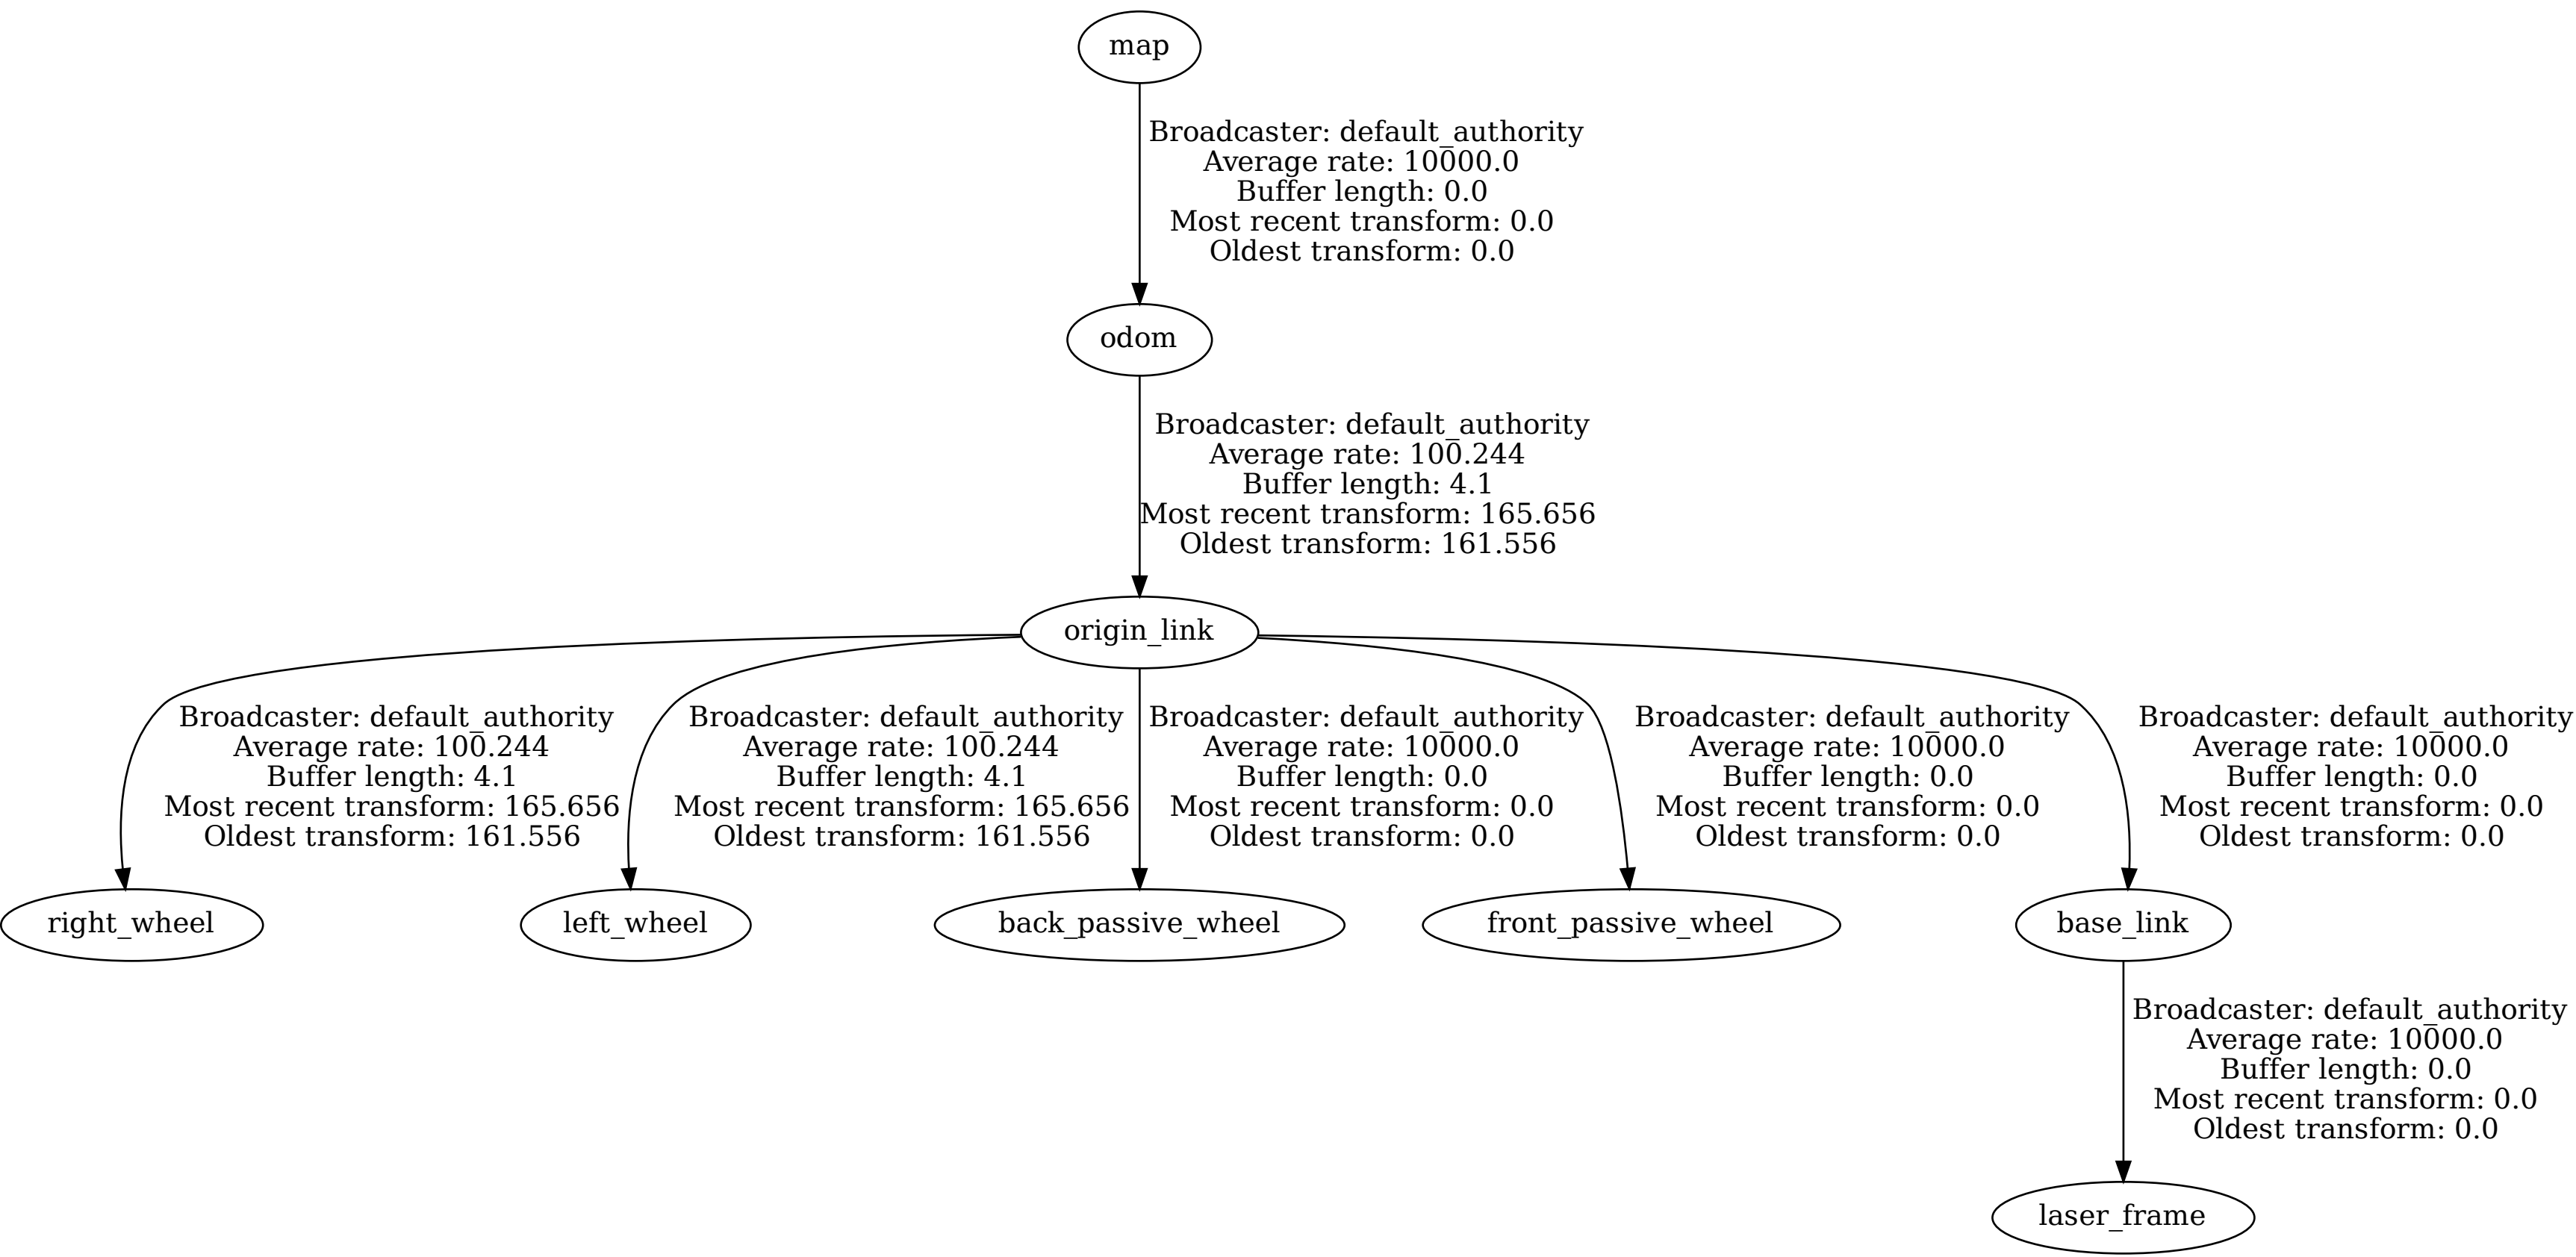 map
Broadcaster: default_authority
Average rate: 10000.0
Buffer length: 0.0
Most recent transform: 0.0
Oldest transform: 0.0
odom
Broadcaster: default_authority
Average rate: 100.244
Buffer length: 4.1
Most recent transform: 165.656
Oldest transform: 161.556
origin_link
Broadcaster: default_authority
Average rate: 100.244
Buffer length: 4.1
Most recent transform: 165.656
Oldest transform: 161.556
Broadcaster: default_authority
Average rate: 100.244
Buffer length: 4.1
Most recent transform: 165.656
Oldest transform: 161.556
Broadcaster: default_authority
Average rate: 10000.0
Buffer length: 0.0
Most recent transform: 0.0
Oldest transform: 0.0
Broadcaster: default_authority
Average rate: 10000.0
Buffer length: 0.0
Most recent transform: 0.0
Oldest transform: 0.0
Broadcaster: default_authority
Average rate: 10000.0
Buffer length: 0.0
Most recent transform: 0.0
Oldest transform: 0.0
right_wheel
left_wheel
back_passive_wheel
front_passive_wheel
base_link
Broadcaster: default_authority
Average rate: 10000.0
Buffer length: 0.0
Most recent transform: 0.0
Oldest transform: 0.0
laser_frame